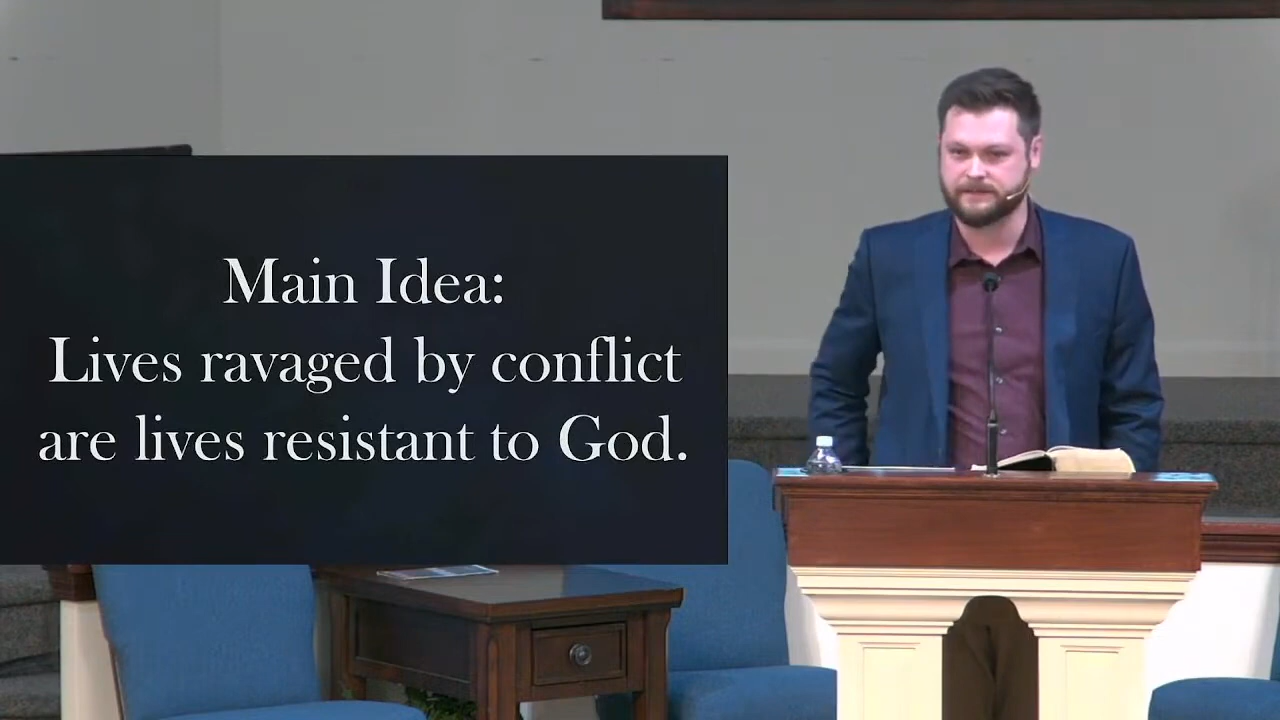 Main Idea:
Lives ravaged by conflict
are lives resistant to God.